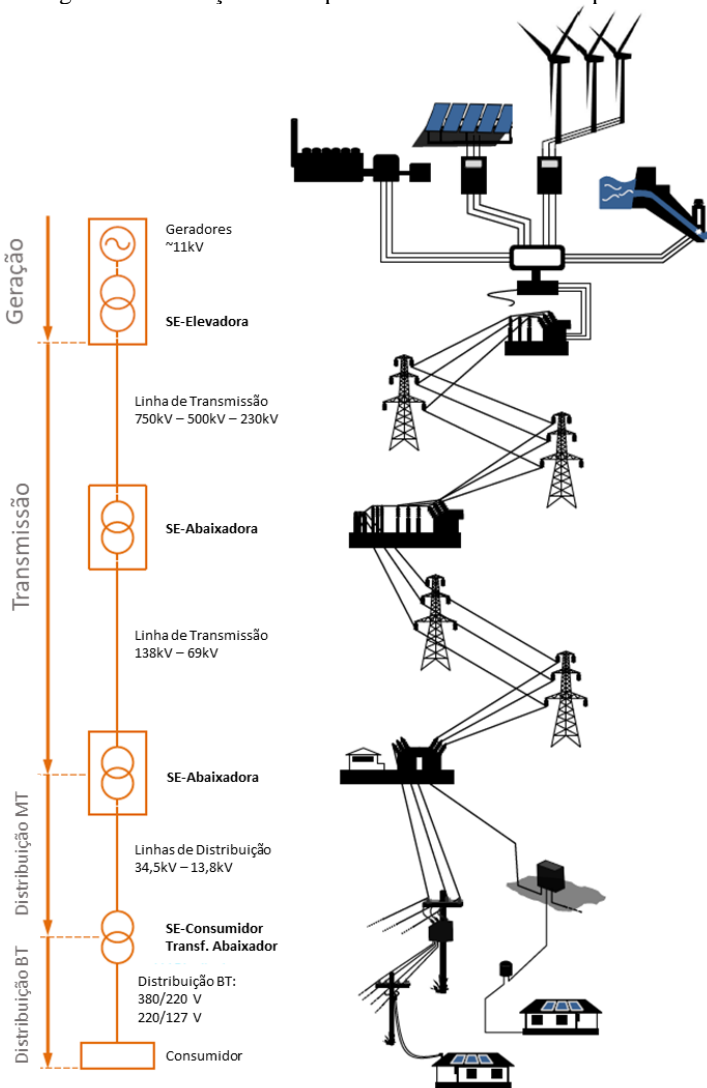 Geradores
~11kV
Geração
SE-Elevadora
Linha de Transmissão
750kV – 500kV – 230kV
Transmissão
SE-Abaixadora
Linha de Transmissão
138kV – 69kV
SE-Abaixadora
Distribuição MT
Linhas de Distribuição
34,5kV – 13,8kV
SE-Consumidor
Transf. Abaixador
Distribuição BT
Distribuição BT:
380/220 V
220/127 V
Consumidor